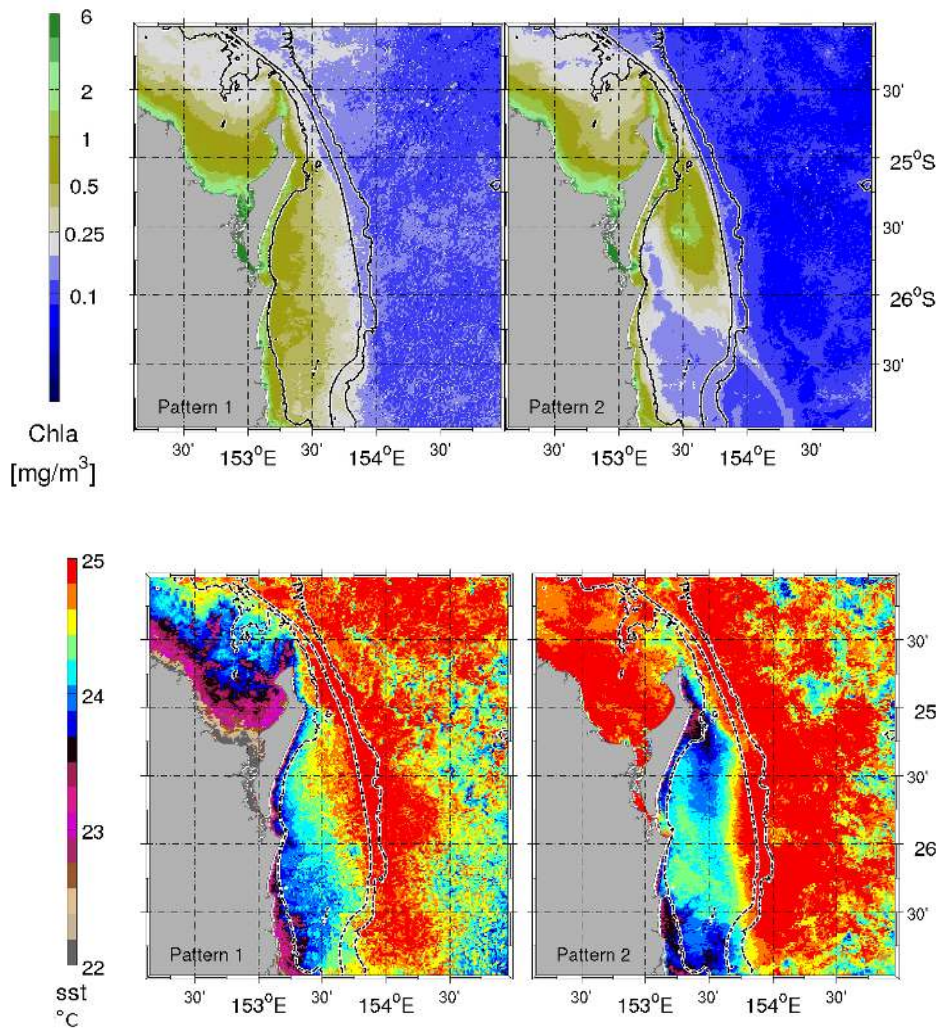 6
2
1
0.5
0.25
0.1
Chla
[mg/m³]
Pattern 1
Pattern 2
30'
25°S
30'
26°S
30'
30' 153°E 30' 154°E 30'
30' 153°E 30' 154°E 30'
25
24
23
22
sst
°C
Pattern 1
Pattern 2
30'
25
30'
26
30'
30' 153°E 30' 154°E 30'
30' 153°E 30' 154°E 30'